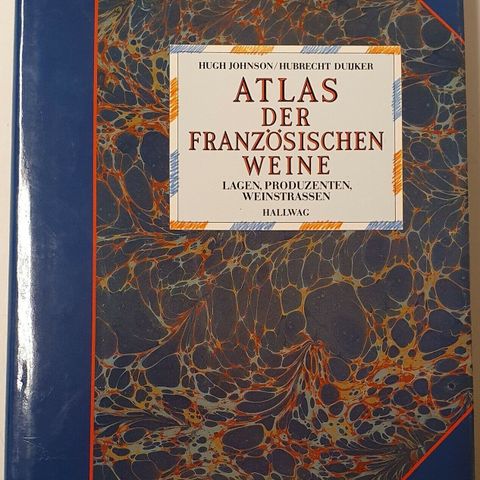 HUGH JOHNSON/HUBRECHT DUIJKER
ATLAS
DER
FRANZÖSISCHEN
WEINE
LAGEN, PRODUZENTEN,
WEINSTRASSEN
HALLWAG